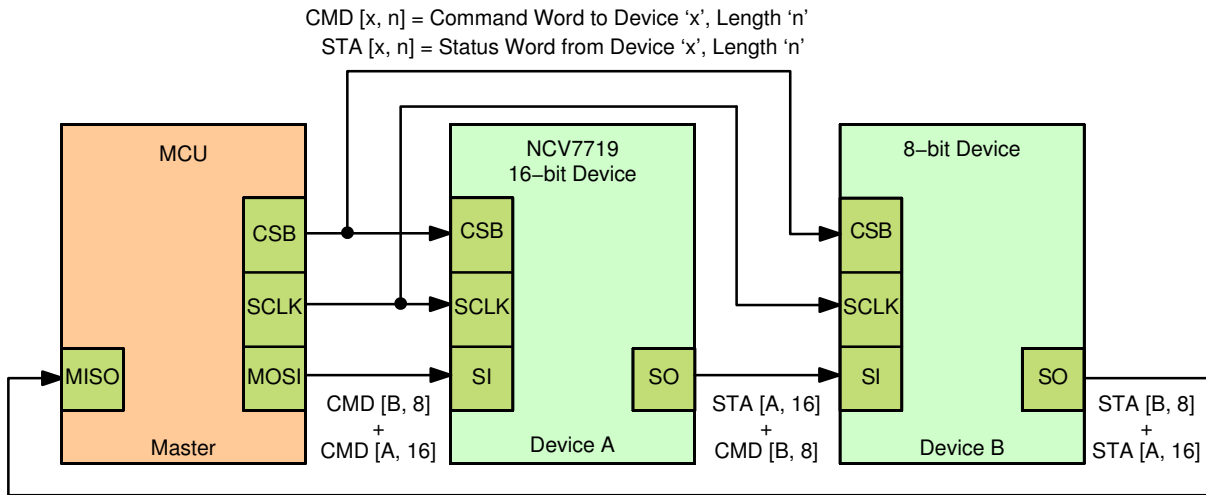 CMD [x, n] = Command Word to Device ‘x’, Length ‘n’
STA [x, n] = Status Word from Device ‘x’, Length ‘n’
MCU
CSB
SCLK
MISO
MOSI
Master
CMD [B, 8]
+
CMD [A, 16]
NCV7719
16−bit Device
CSB
SCLK
SI
SO
Device A
STA [A, 16]
+
CMD [B, 8]
8−bit Device
CSB
SCLK
SI
SO
Device B
STA [B, 8]
+
STA [A, 16]